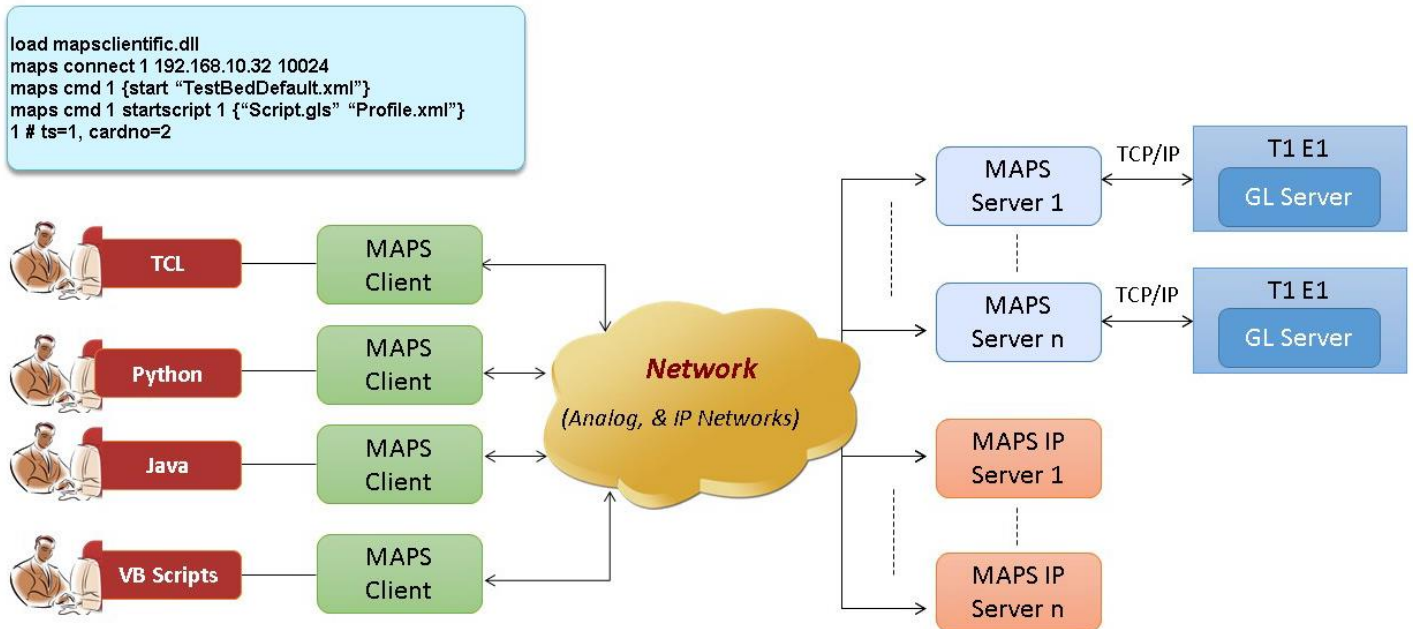 load mapsclientific.dll
maps connect 1 192.168.10.32 10024
maps cmd 1 {start “TestBedDefault.xml”}
maps cmd 1 startscript 1 {“Script.gls” “Profile.xml”}
1 # ts=1, cardno=2
TCL
MAPS
Client
Python
MAPS
Client
Java
MAPS
Client
VB Scripts
MAPS
Client
Network
(Analog, & IP Networks)
MAPS
Server 1
TCP/IP
T1 E1
GL Server
MAPS
Server n
TCP/IP
T1 E1
GL Server
MAPS IP
Server 1
MAPS IP
Server n